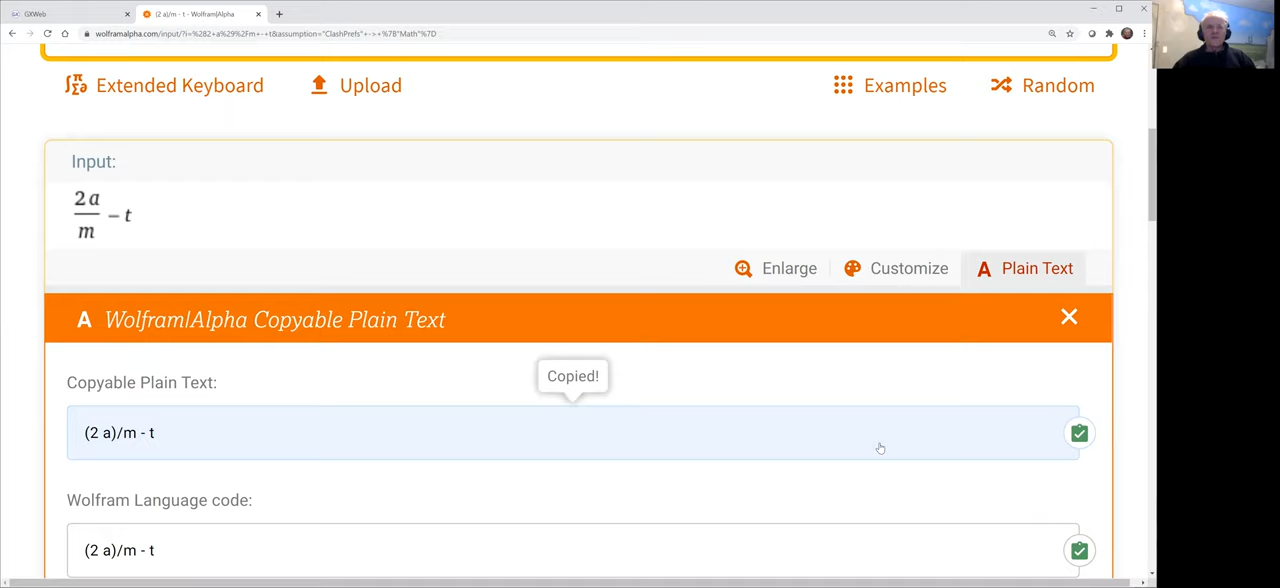 GXWeb
(2 a)/m - t - Wolfram|Alpha
wolframalpha.com/input/?i=%282+a%29%2Fm+-+t&assumption="ClashPrefs"+->+%7B"Math"%7D
Extended Keyboard
Upload
Examples
Random
Input:
2 a
m
– t
Enlarge
Customize
A Plain Text
A Wolfram|Alpha Copyable Plain Text
Copied!
Copyable Plain Text:
(2 a)/m - t
Wolfram Language code:
(2 a)/m - t